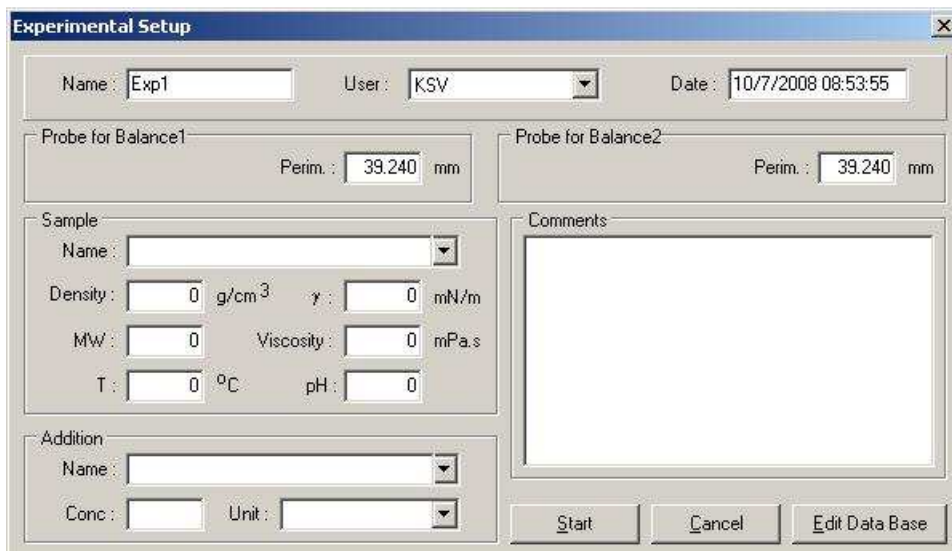 Experimental Setup
Name : Exp1 User : KSV Date : 10/7/2008 08:53:55
Probe for Balance1 Probe for Balance2
Perim. : 39.240 mm Perim. : 39.240 mm
Sample Comments
Name :
Density : 0 g/cm3 γ : 0 mN/m
MW : 0 Viscosity : 0 mPa.s
T : 0 ºC pH : 0
Addition
Name :
Conc : Unit :
Start Cancel Edit Data Base